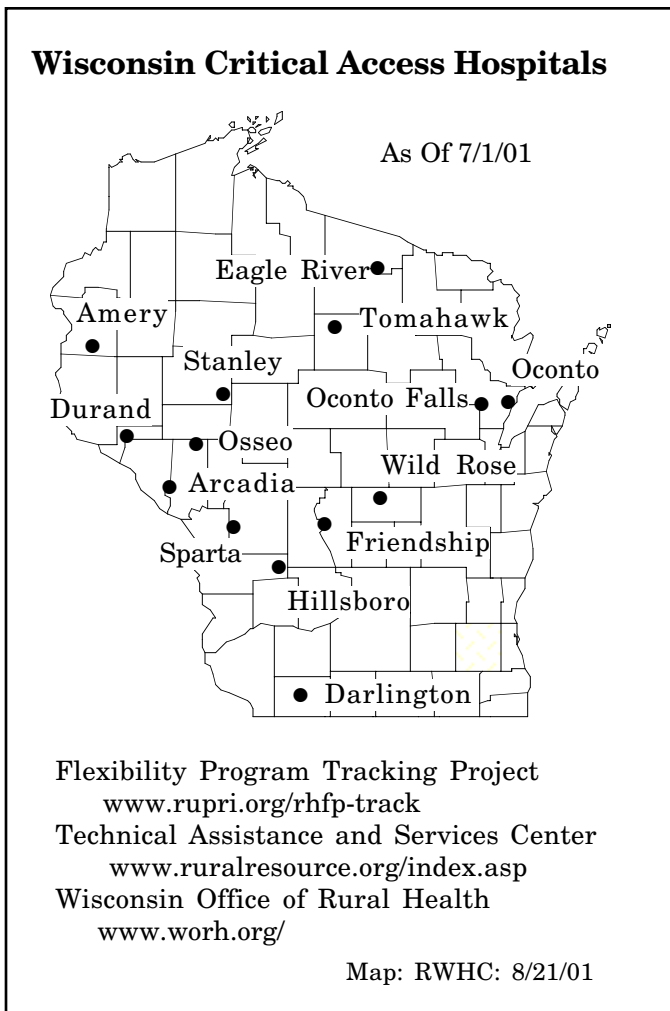 Wisconsin Critical Access Hospitals
As Of 7/1/01
Eagle River
Amery
Tomahawk
Stanley
Oconto
Durand
Oconto Falls
Osseo
Wild Rose
Arcadia
Friendship
Sparta
Hillsboro
Darlington
Flexibility Program Tracking Project
www.rupri.org/rhfp-track
Technical Assistance and Services Center
www.ruralresource.org/index.asp
Wisconsin Office of Rural Health
www.worh.org/
Map: RWHC: 8/21/01